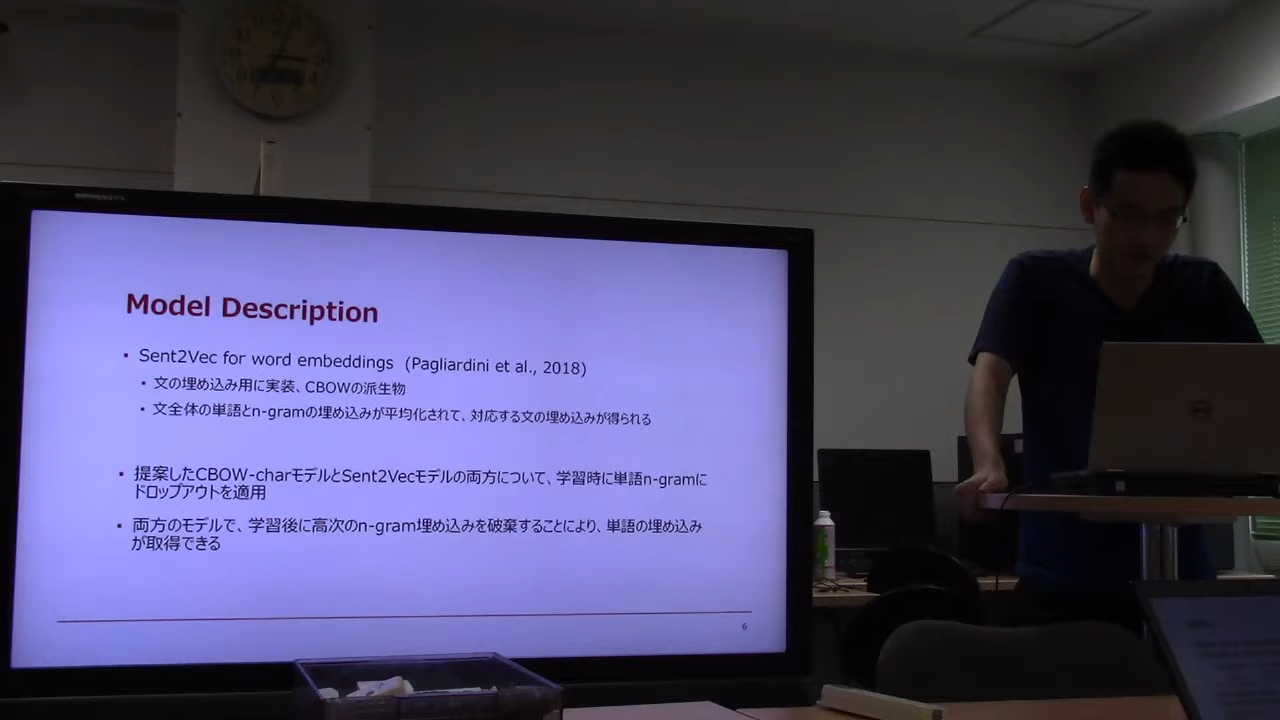 Model Description
▪ Sent2Vec for word embeddings (Pagliardini et al., 2018)
▪ 文の埋め込み用に実装、CBOWの派生物
▪ 文全体の単語とn-gramの埋め込みが平均化されて、対応する文の埋め込みが得られる
▪ 提案したCBOW-charモデルとSent2Vecモデルの両方について、学習時に単語n-gramに
ドロップアウトを適用
▪ 両方のモデルで、学習後に高次のn-gram埋め込みを破棄することにより、単語の埋め込み
が取得できる
6